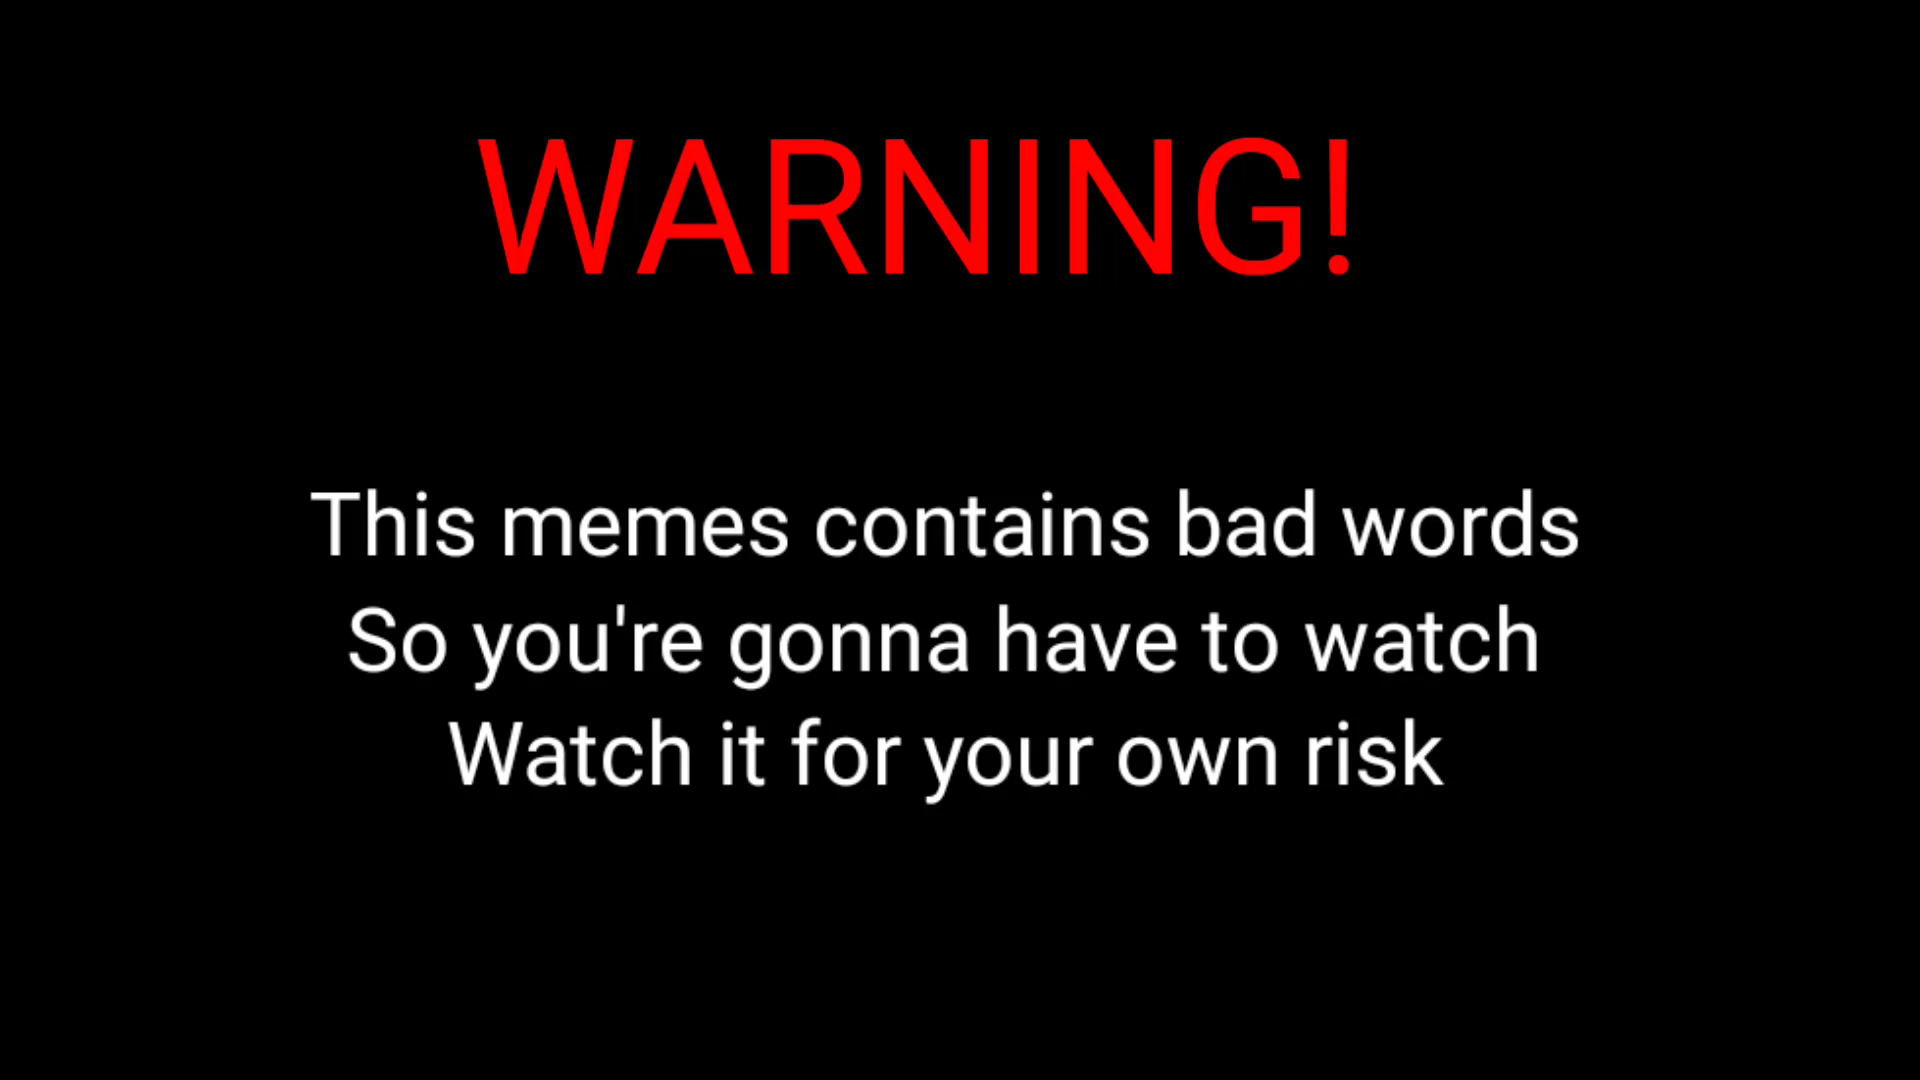 WARNING!
This memes contains bad words
So you're gonna have to watch
Watch it for your own risk